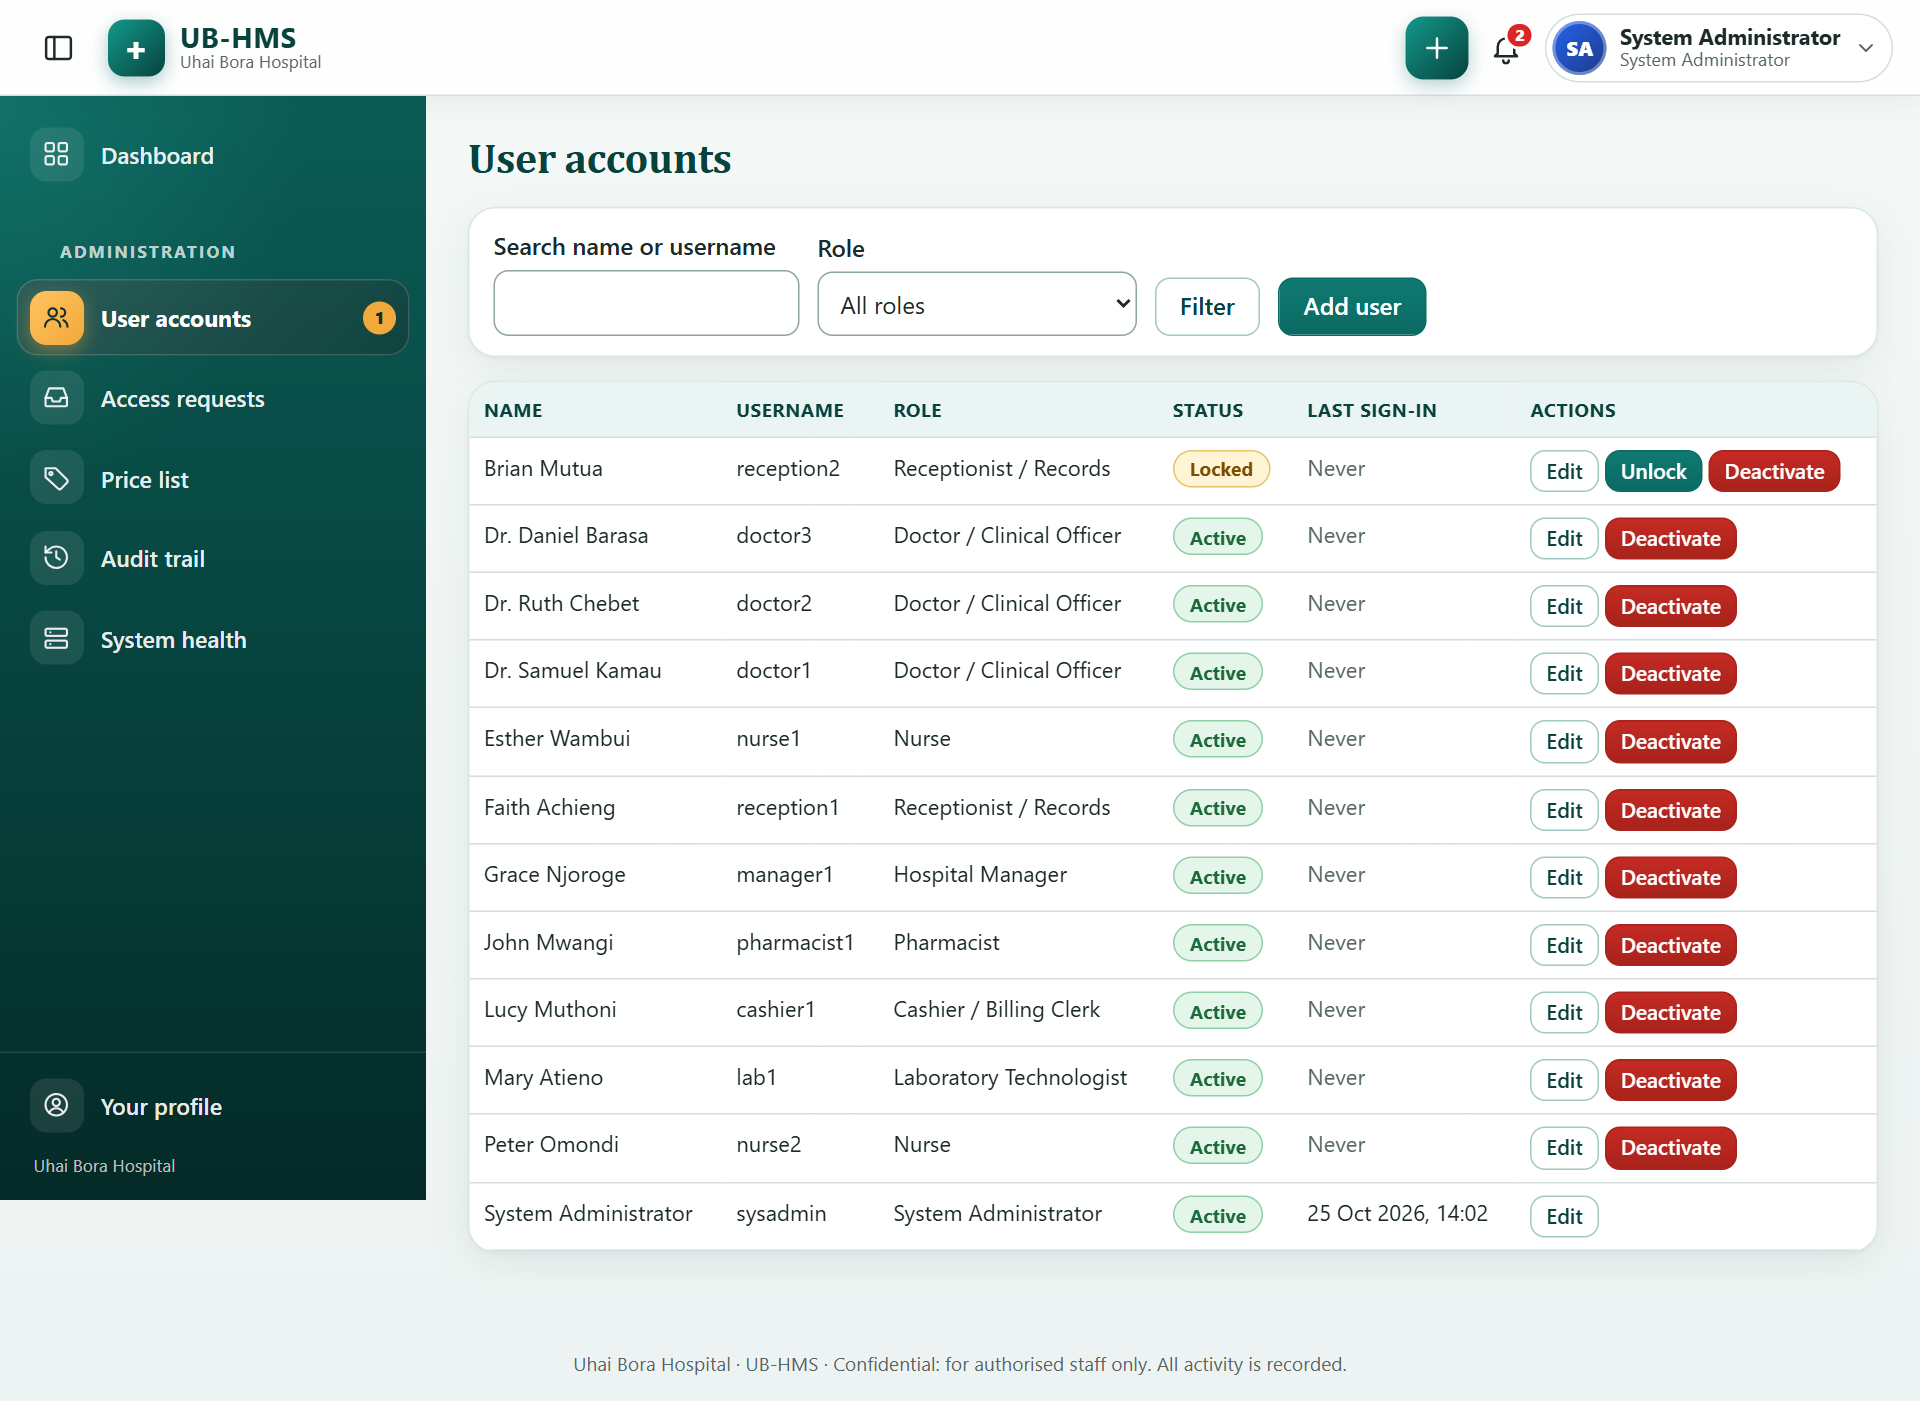 UB-HMS
Uhai Bora Hospital
2
SA
System Administrator
System Administrator
Dashboard
ADMINISTRATION
User accounts 1
Access requests
Price list
Audit trail
System health
Your profile
Uhai Bora Hospital
User accounts
Search name or username Role
All roles Filter Add user
NAME USERNAME ROLE STATUS LAST SIGN-IN ACTIONS
Brian Mutua reception2 Receptionist / Records Locked Never Edit Unlock Deactivate
Dr. Daniel Barasa doctor3 Doctor / Clinical Officer Active Never Edit Deactivate
Dr. Ruth Chebet doctor2 Doctor / Clinical Officer Active Never Edit Deactivate
Dr. Samuel Kamau doctor1 Doctor / Clinical Officer Active Never Edit Deactivate
Esther Wambui nurse1 Nurse Active Never Edit Deactivate
Faith Achieng reception1 Receptionist / Records Active Never Edit Deactivate
Grace Njoroge manager1 Hospital Manager Active Never Edit Deactivate
John Mwangi pharmacist1 Pharmacist Active Never Edit Deactivate
Lucy Muthoni cashier1 Cashier / Billing Clerk Active Never Edit Deactivate
Mary Atieno lab1 Laboratory Technologist Active Never Edit Deactivate
Peter Omondi nurse2 Nurse Active Never Edit Deactivate
System Administrator sysadmin System Administrator Active 25 Oct 2026, 14:02 Edit
Uhai Bora Hospital · UB-HMS · Confidential: for authorised staff only. All activity is recorded.